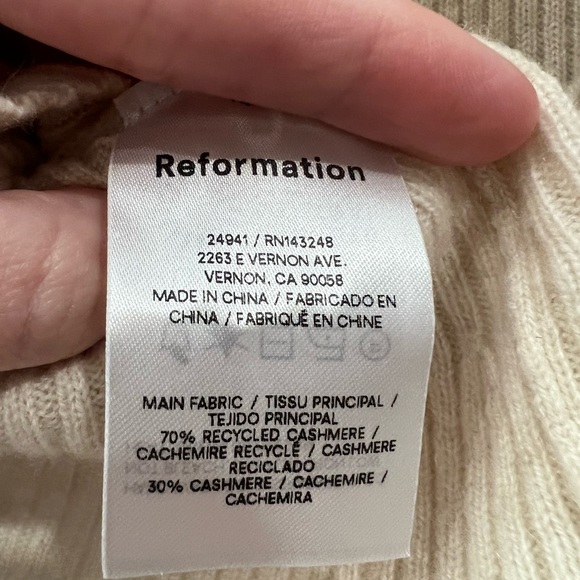 Reformation
24941 / RN143248
2263 E VERNON AVE.
VERNON, CA 90058
MADE IN CHINA / FABRICADO EN
CHINA / FABRIQUÉ EN CHINE
MAIN FABRIC / TISSU PRINCIPAL /
TEJIDO PRINCIPAL
70% RECYCLED CASHMERE /
CACHEMIRE RECYCLÉ / CASHMERE
RECICLADO
30% CASHMERE / CACHEMIRE /
CACHEMIRA